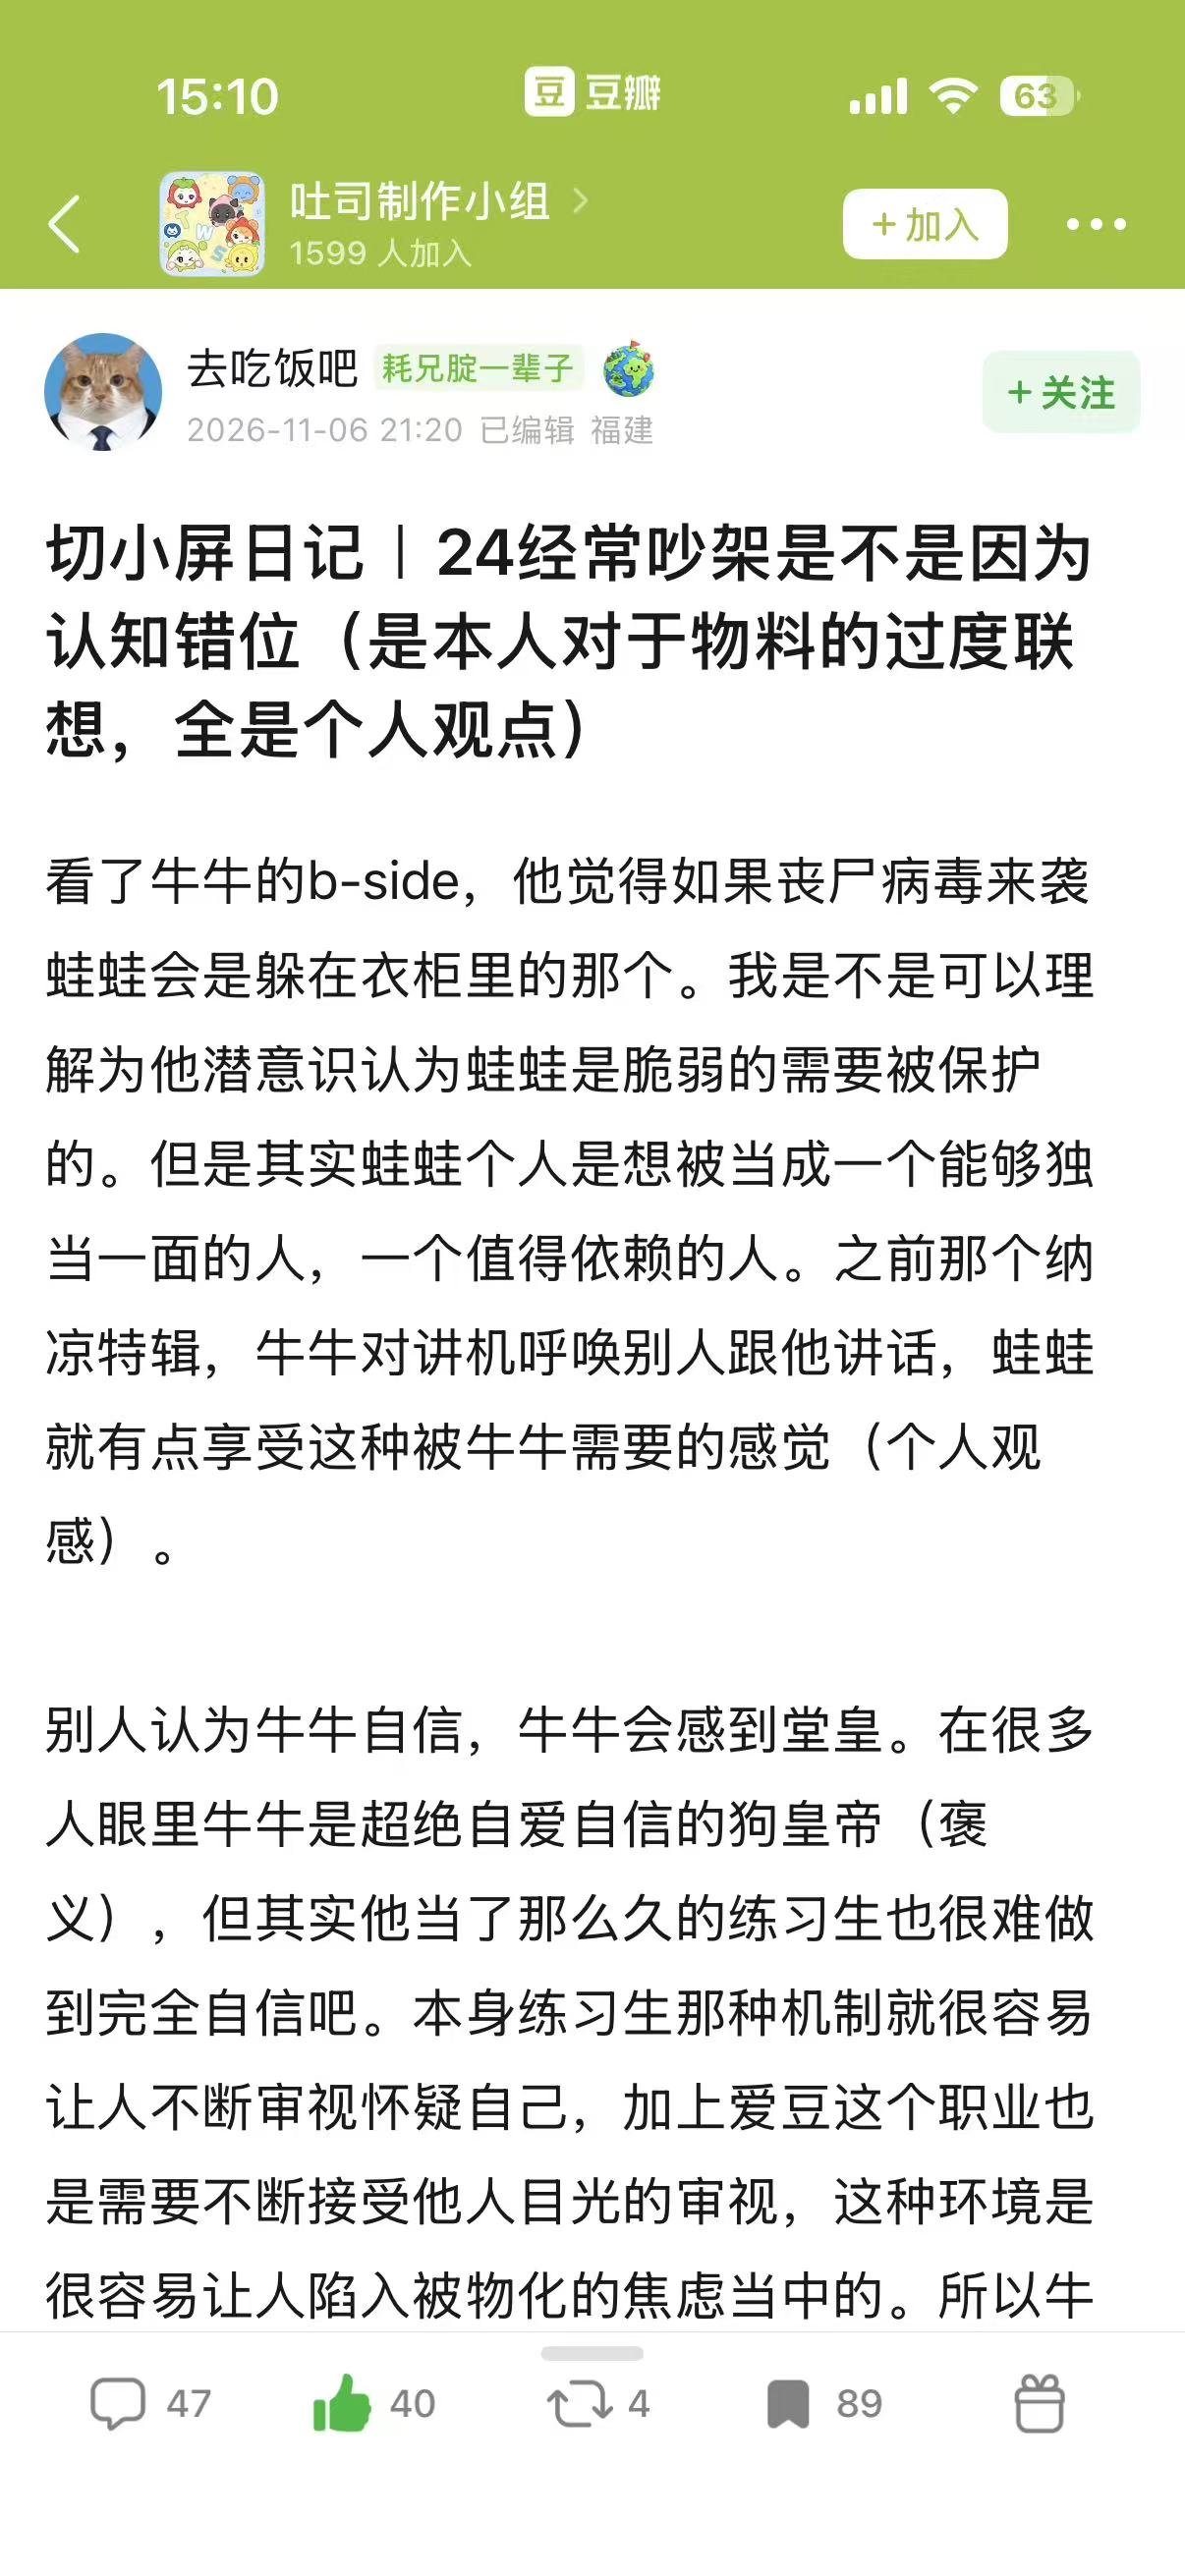 15:10
豆 豆瓣
63
吐司制作小组
1599 人加入
+加入
去吃饭吧 耗兄腚一辈子
2026-11-06 21:20 已编辑 福建
+关注
切小屏日记｜24经常吵架是不是因为
认知错位（是本人对于物料的过度联
想，全是个人观点）
看了牛牛的b-side，他觉得如果丧尸病毒来袭
蛙蛙会是躲在衣柜里的那个。我是不是可以理
解为他潜意识认为蛙蛙是脆弱的需要被保护
的。但是其实蛙蛙个人是想被当成一个能够独
当一面的人，一个值得依赖的人。之前那个纳
凉特辑，牛牛对讲机呼唤别人跟他讲话，蛙蛙
就有点享受这种被牛牛需要的感觉（个人观
感）。
别人认为牛牛自信，牛牛会感到堂皇。在很多
人眼里牛牛是超绝自爱自信的狗皇帝（褒
义），但其实他当了那么久的练习生也很难做
到完全自信吧。本身练习生那种机制就很容易
让人不断审视怀疑自己，加上爱豆这个职业也
是需要不断接受他人目光的审视，这种环境是
很容易让人陷入被物化的焦虑当中的。所以牛
47 40 4 89